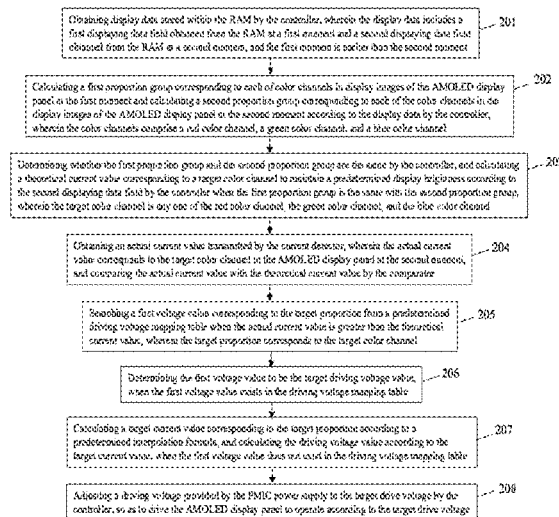 Obtaining display data stored within the RAM by the controller, wherein the display data includes a
first displaying data field obtained from the RAM at a first moment and a second displaying data field
obtained from the RAM at a second moment, and the first moment is earlier than the second moment
201
Calculating a first proportion group corresponding to each of color channels in display images of the AMOLED display
panel at the first moment and calculating a second proportion group corresponding to each of the color channels in the
display images of the AMOLED display panel at the second moment according to the display data by the controller,
wherein the color channels comprise a red color channel, a green color channel, and a blue color channel
202
Determining whether the first proportion group and the second proportion group are the same by the controller, and calculating
a theoretical current value corresponding to a target color channel to maintain a predetermined display brightness according to
the second displaying data field by the controller when the first proportion group is the same with the second proportion group,
wherein the target color channel is any one of the red color channel, the green color channel, and the blue color channel
203
Obtaining an actual current value transmitted by the current detector, wherein the actual current
value corresponds to the target color channel of the AMOLED display panel at the second moment,
and comparing the actual current value with the theoretical current value by the comparator
204
Searching a first voltage value corresponding to the target proportion from a predetermined
driving voltage mapping table when the actual current value is greater than the theoretical
current value, wherein the target proportion corresponds to the target color channel
205
Determining the first voltage value to be the target driving voltage value,
when the first voltage value exists in the driving voltage mapping table
206
Calculating a target current value corresponding to the target proportion according to a
predetermined interpolation formula, and calculating the driving voltage value according to the
target current value, when the first voltage value does not exist in the driving voltage mapping table
207
Adjusting a driving voltage provided by the PMIC power supply to the target drive voltage by the
controller, so as to drive the AMOLED display panel to operate according to the target drive voltage
208